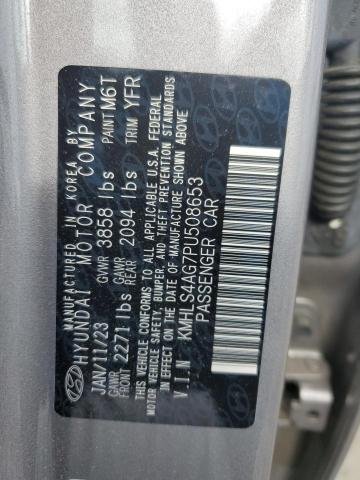 MANUFACTURED IN KOREA BY
HYUNDAI MOTOR COMPANY
JAN/11/23 GVWR 3858 lbs PAINT M6T
GAWR FRONT 2271 lbs GAWR REAR 2094 lbs TRIM YFR
THIS VEHICLE CONFORMS TO ALL APPLICABLE U.S.A. FEDERAL
MOTOR VEHICLE SAFETY, BUMPER, AND THEFT PREVENTION STANDARDS
IN EFFECT ON THE DATE OF MANUFACTURE SHOWN ABOVE
V.I.N KMHLS4AG7PU508653
PASSENGER CAR